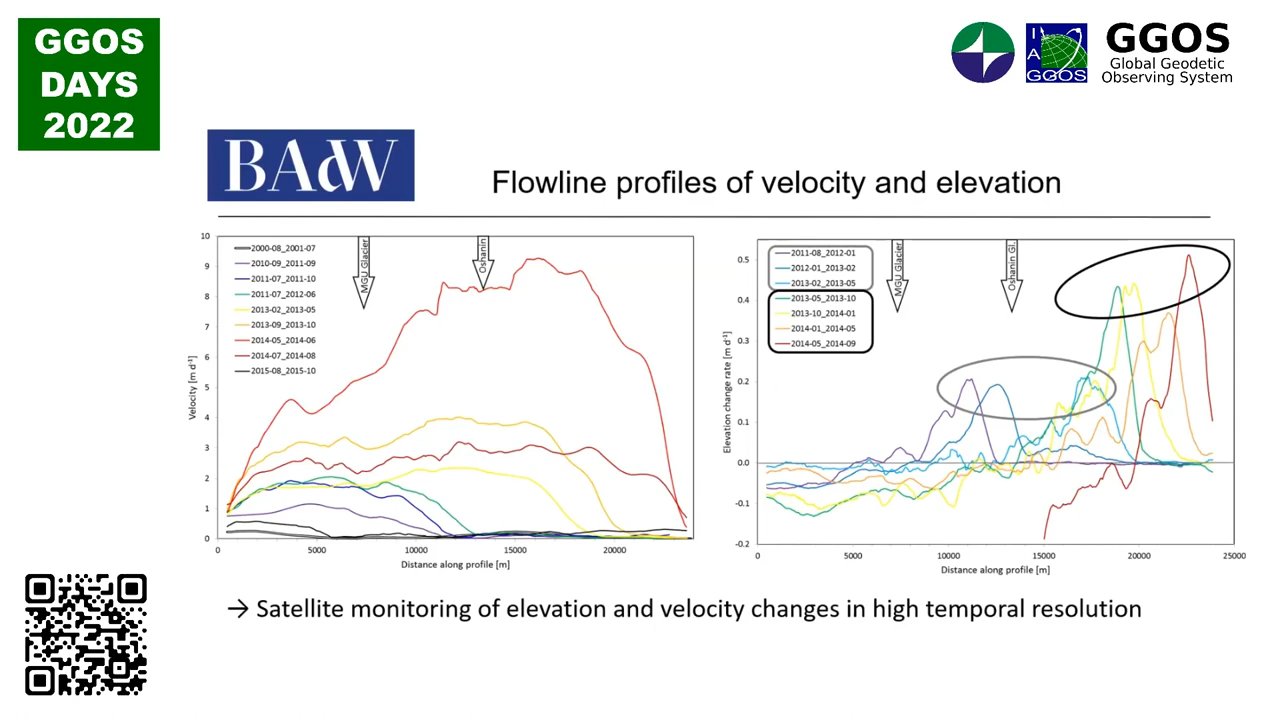 GGOS
DAYS
2022
I
A
GGOS
GGOS
Global Geodetic
Observing System
BAdW
Flowline profiles of velocity and elevation
10
9
8
7
6
5
4
3
2
1
0
Velocity [m d⁻¹]
2000-08_2001-07
2010-09_2011-09
2011-07_2011-10
2011-07_2012-06
2013-02_2013-05
2013-09_2013-10
2014-05_2014-06
2014-07_2014-08
2015-08_2015-10
MGU Glacier
Oshanin
0 5000 10000 15000 20000
Distance along profile [m]
0.5
0.4
0.3
0.2
0.1
0.0
-0.1
-0.2
Elevation change rate [m d⁻¹]
2011-08_2012-01
2012-01_2013-02
2013-02_2013-05
2013-05_2013-10
2013-10_2014-01
2014-01_2014-05
2014-05_2014-09
MGU Glacier
Oshanin Gl.
0 5000 10000 15000 20000 25000
Distance along profile [m]
→ Satellite monitoring of elevation and velocity changes in high temporal resolution